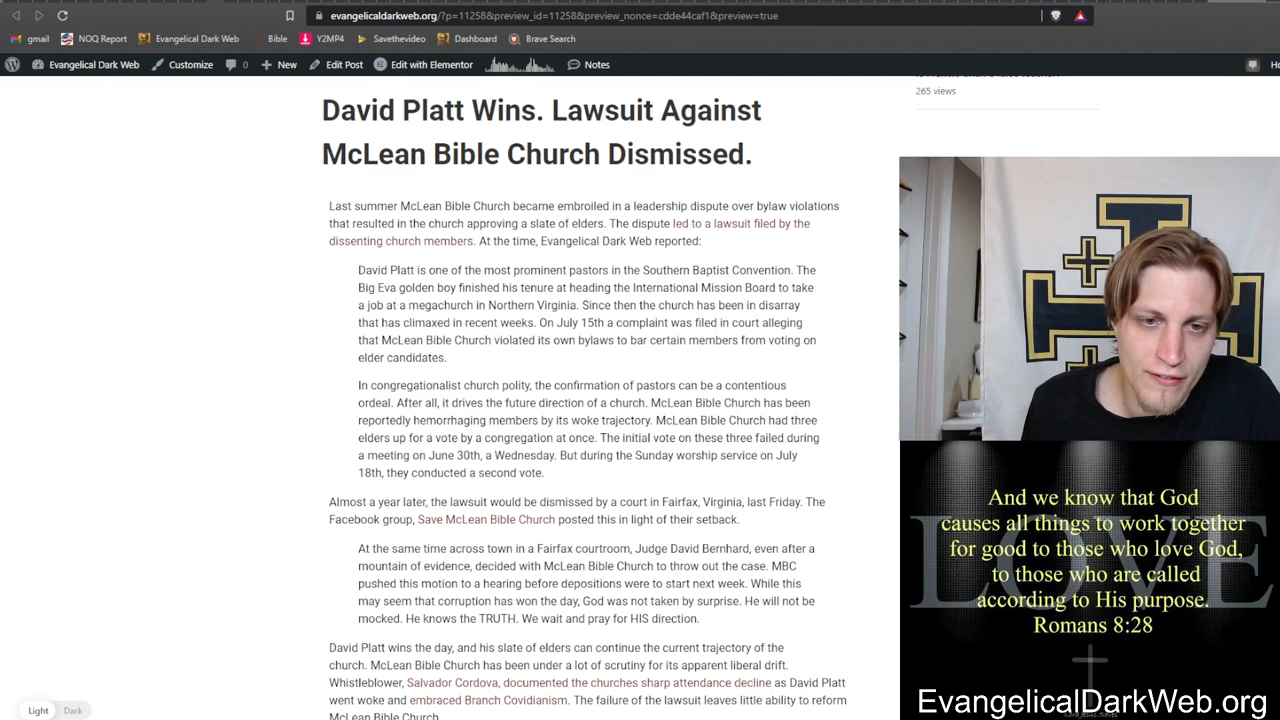 evangelicaldarkweb.org/?p=11258&preview_id=11258&preview_nonce=cdde44caf1&preview=true
gmail NOQ Report Evangelical Dark Web Bible Y2MP4 Savethevideo Dashboard Brave Search
Evangelical Dark Web Customize 0 New Edit Post Edit with Elementor Notes Ho
265 views
David Platt Wins. Lawsuit Against
McLean Bible Church Dismissed.
Last summer McLean Bible Church became embroiled in a leadership dispute over bylaw violations
that resulted in the church approving a slate of elders. The dispute led to a lawsuit filed by the
dissenting church members. At the time, Evangelical Dark Web reported:
David Platt is one of the most prominent pastors in the Southern Baptist Convention. The
Big Eva golden boy finished his tenure at heading the International Mission Board to take
a job at a megachurch in Northern Virginia. Since then the church has been in disarray
that has climaxed in recent weeks. On July 15th a complaint was filed in court alleging
that McLean Bible Church violated its own bylaws to bar certain members from voting on
elder candidates.
In congregationalist church polity, the confirmation of pastors can be a contentious
ordeal. After all, it drives the future direction of a church. McLean Bible Church has been
reportedly hemorrhaging members by its woke trajectory. McLean Bible Church had three
elders up for a vote by a congregation at once. The initial vote on these three failed during
a meeting on June 30th, a Wednesday. But during the Sunday worship service on July
18th, they conducted a second vote.
Almost a year later, the lawsuit would be dismissed by a court in Fairfax, Virginia, last Friday. The
Facebook group, Save McLean Bible Church posted this in light of their setback.
At the same time across town in a Fairfax courtroom, Judge David Bernhard, even after a
mountain of evidence, decided with McLean Bible Church to throw out the case. MBC
pushed this motion to a hearing before depositions were to start next week. While this
may seem that corruption has won the day, God was not taken by surprise. He will not be
mocked. He knows the TRUTH. We wait and pray for HIS direction.
David Platt wins the day, and his slate of elders can continue the current trajectory of the
church. McLean Bible Church has been under a lot of scrutiny for its apparent liberal drift.
Whistleblower, Salvador Cordova, documented the churches sharp attendance decline as David Platt
went woke and embraced Branch Covidianism. The failure of the lawsuit leaves little ability to reform
McLean Bible Church.
Light Dark
LOVE
And we know that God
causes all things to work together
for good to those who love God,
to those who are called
according to His purpose.
Romans 8:28
Lord Jesus Saves
EvangelicalDarkWeb.org